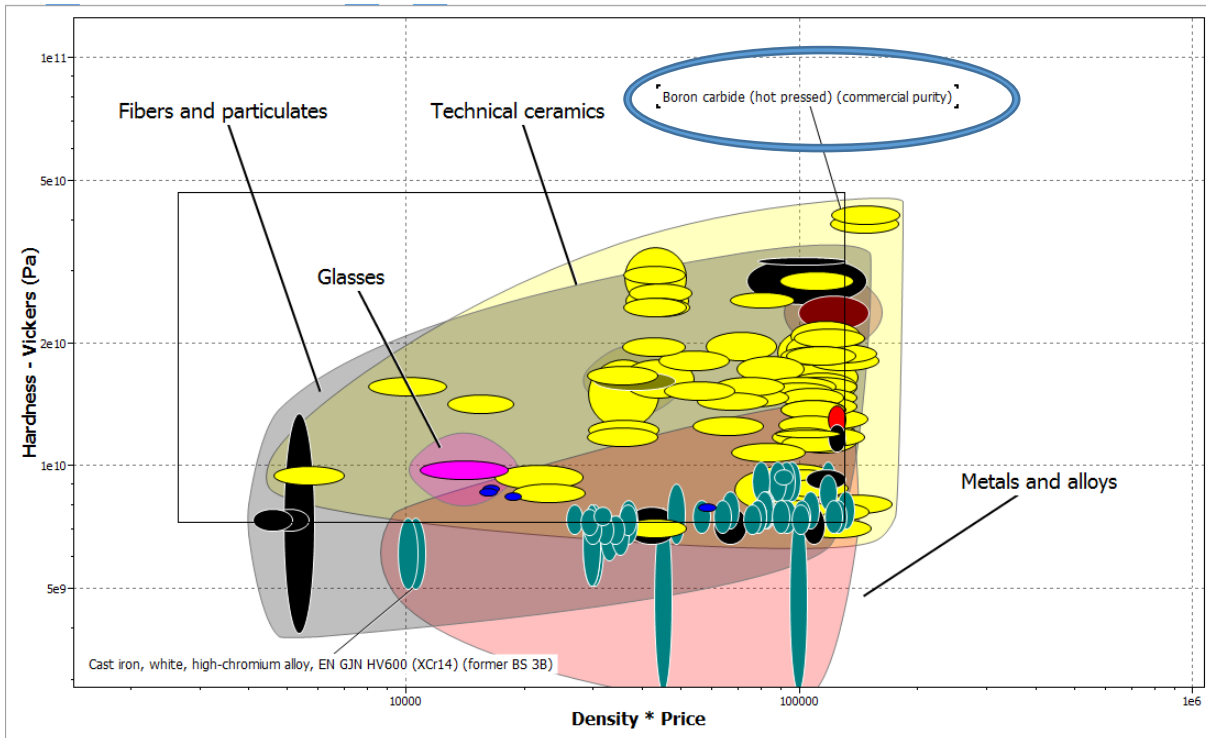 1e11
Boron carbide (hot pressed) (commercial purity)
Fibers and particulates
Technical ceramics
5e10
Glasses
Hardness - Vickers (Pa)
2e10
1e10
Metals and alloys
5e9
Cast iron, white, high-chromium alloy, EN GJN HV600 (XCr14) (former BS 3B)
10000
100000
1e6
Density * Price